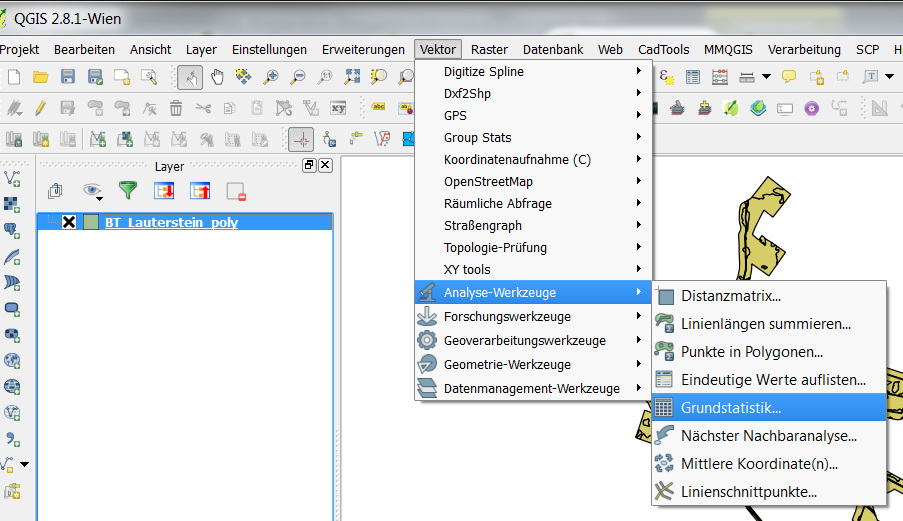 QGIS 2.8.1-Wien
Projekt Bearbeiten Ansicht Layer Einstellungen Erweiterungen Vektor Raster Datenbank Web CadTools MMQGIS Verarbeitung SCP H
Layer
BT_Lauterstein_poly
Digitize Spline
Dxf2Shp
GPS
Group Stats
Koordinatenaufnahme (C)
OpenStreetMap
Räumliche Abfrage
Straßengraph
Topologie-Prüfung
XY tools
Analyse-Werkzeuge
Forschungswerkzeuge
Geoverarbeitungswerkzeuge
Geometrie-Werkzeuge
Datenmanagement-Werkzeuge
Distanzmatrix...
Linienlängen summieren...
Punkte in Polygonen...
Eindeutige Werte auflisten...
Grundstatistik...
Nächster Nachbaranalyse...
Mittlere Koordinate(n)...
Linienschnittpunkte...